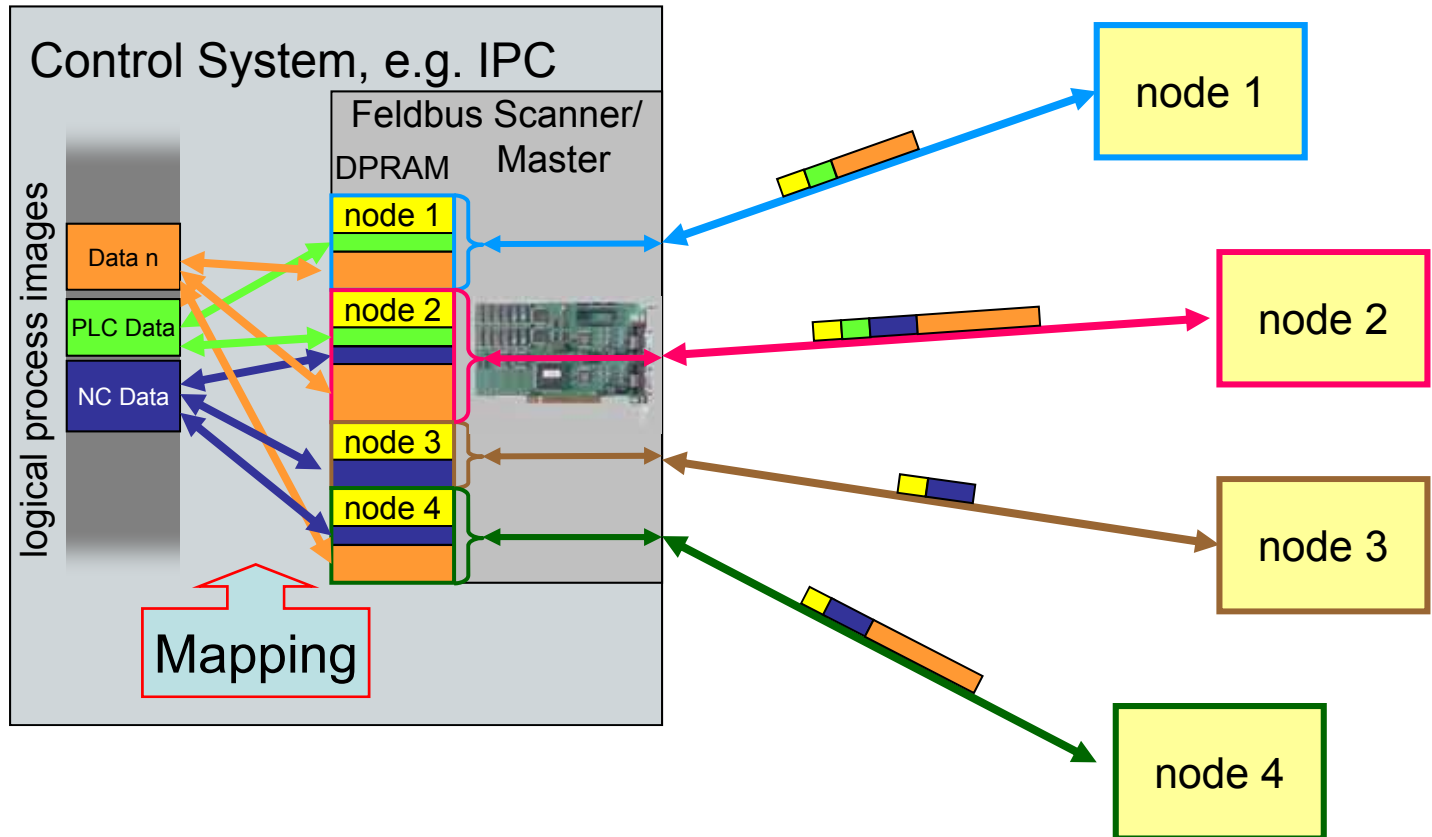 Control System, e.g. IPC
Feldbus Scanner/
Master
DPRAM
logical process images
Data n
PLC Data
NC Data
node 1
node 2
node 3
node 4
Mapping
node 1
node 2
node 3
node 4